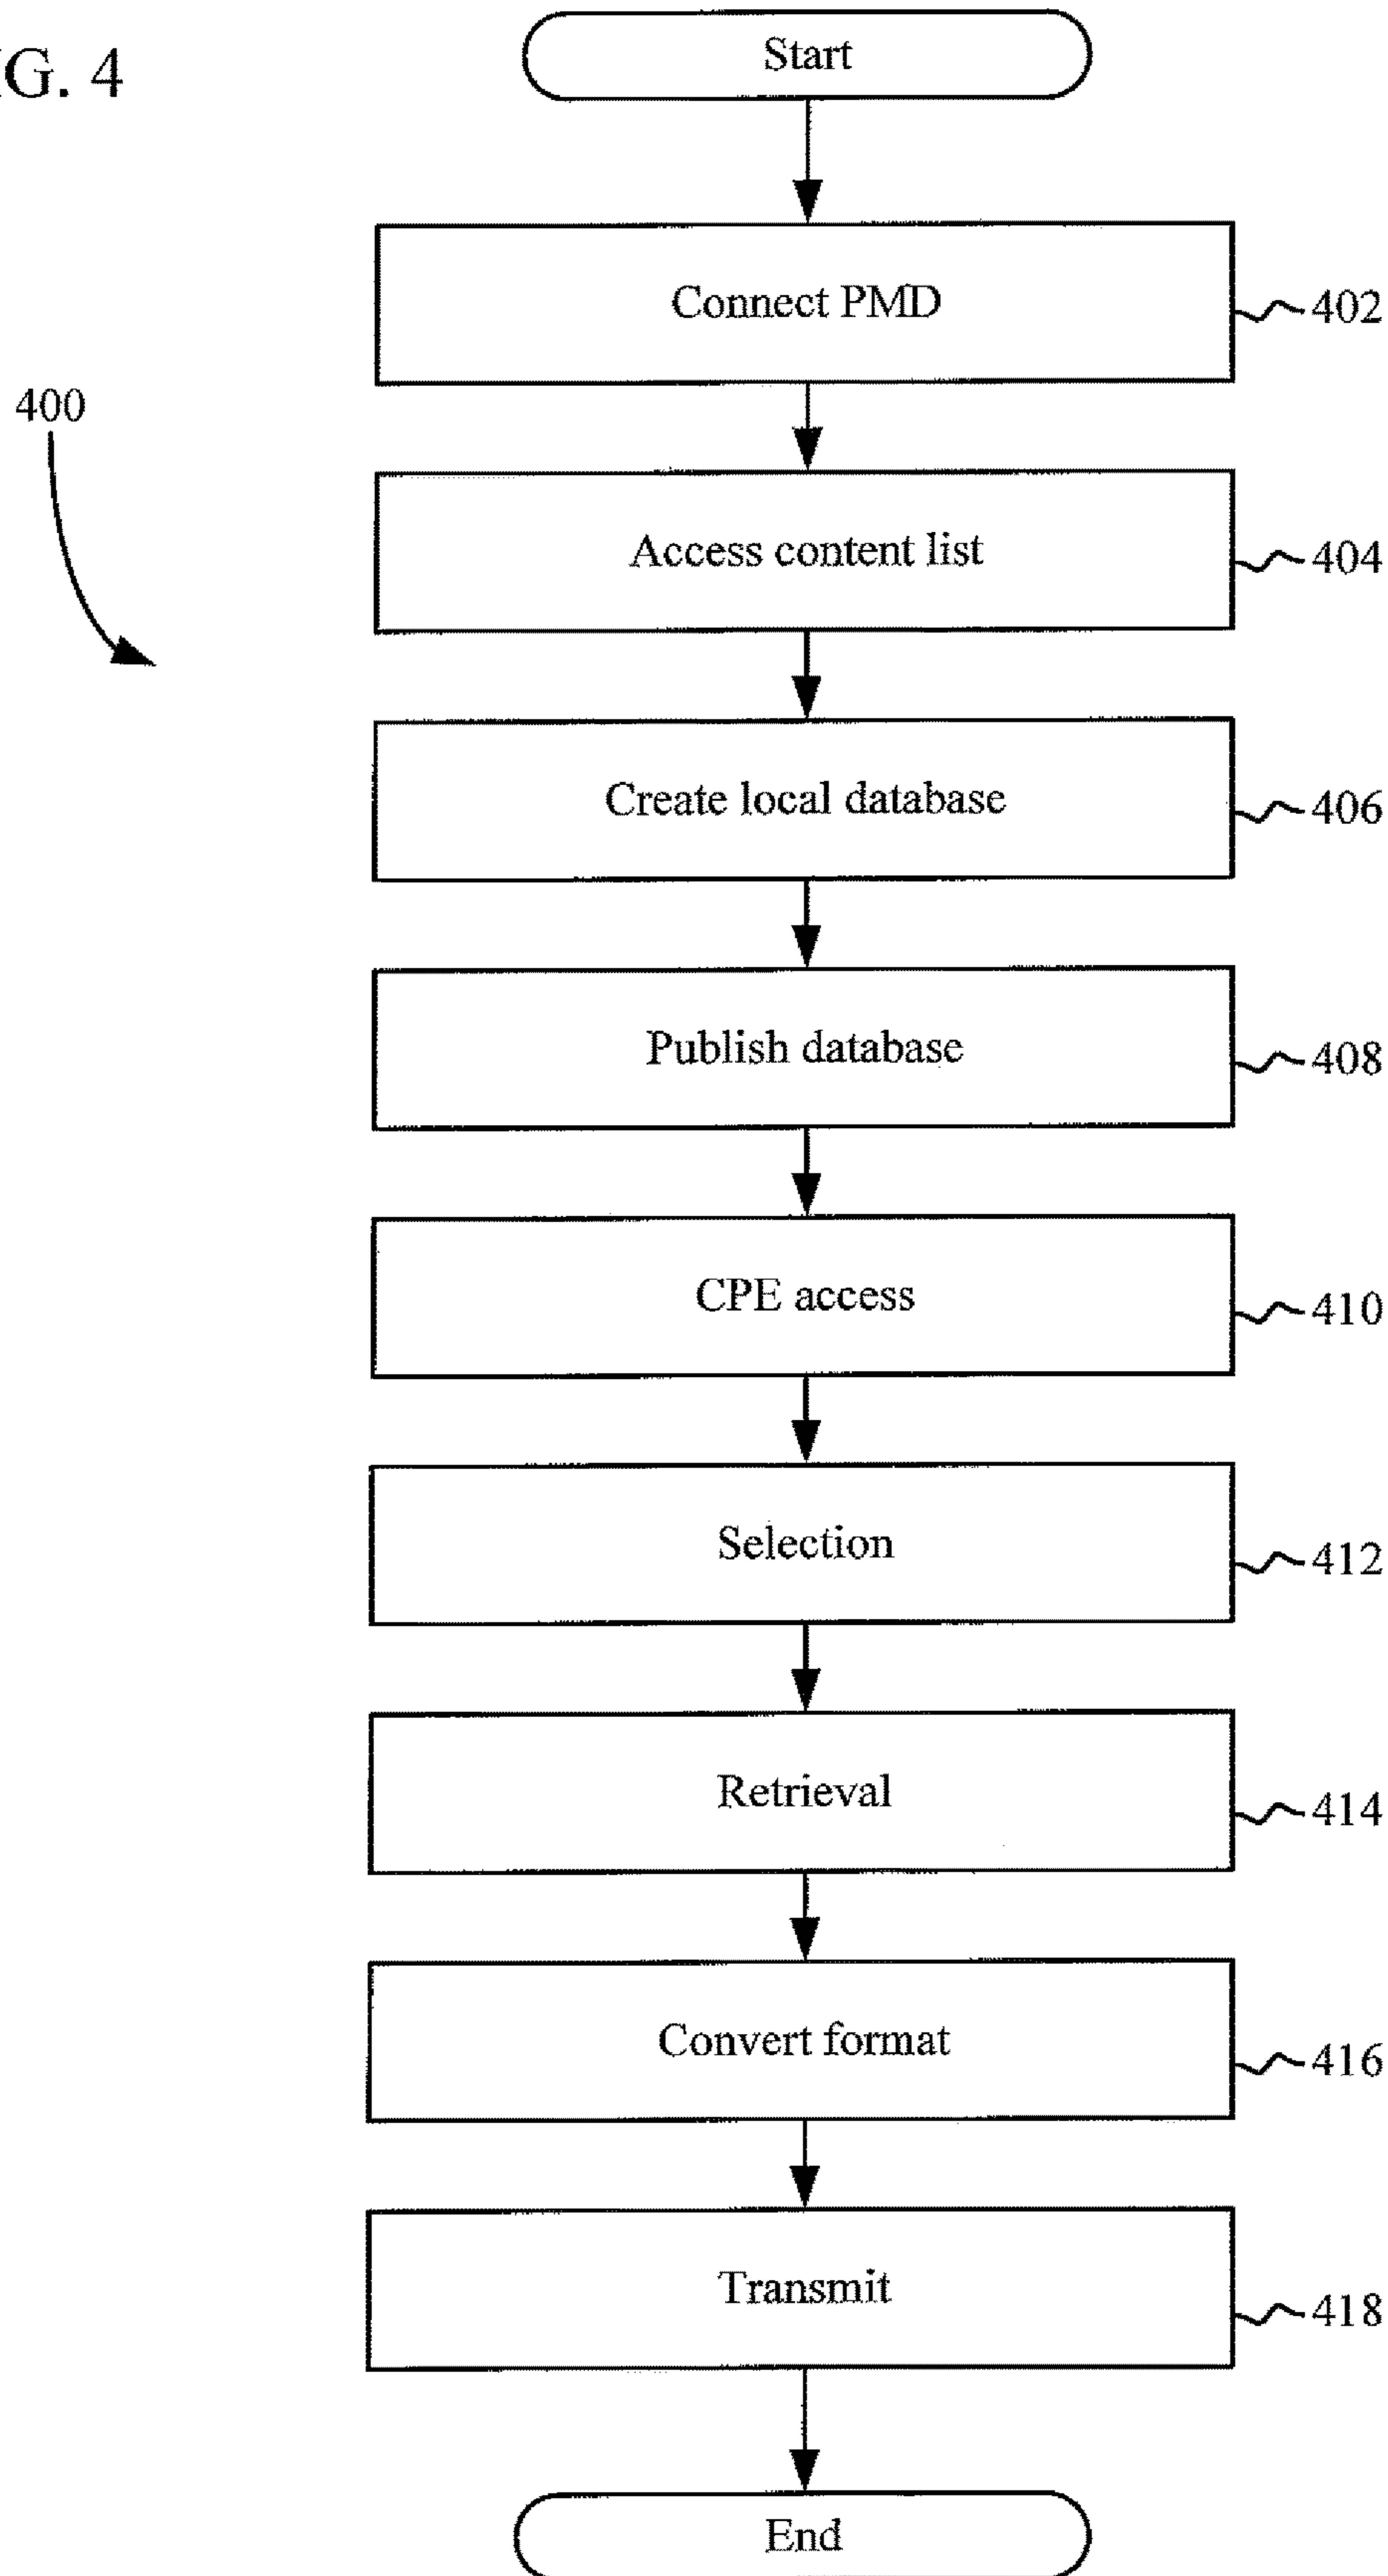 G. 4
Start
Connect PMD
402
400
Access content list
404
Create local database
406
Publish database
408
CPE access
410
Selection
412
Retrieval
414
Convert format
416
Transmit
418
End